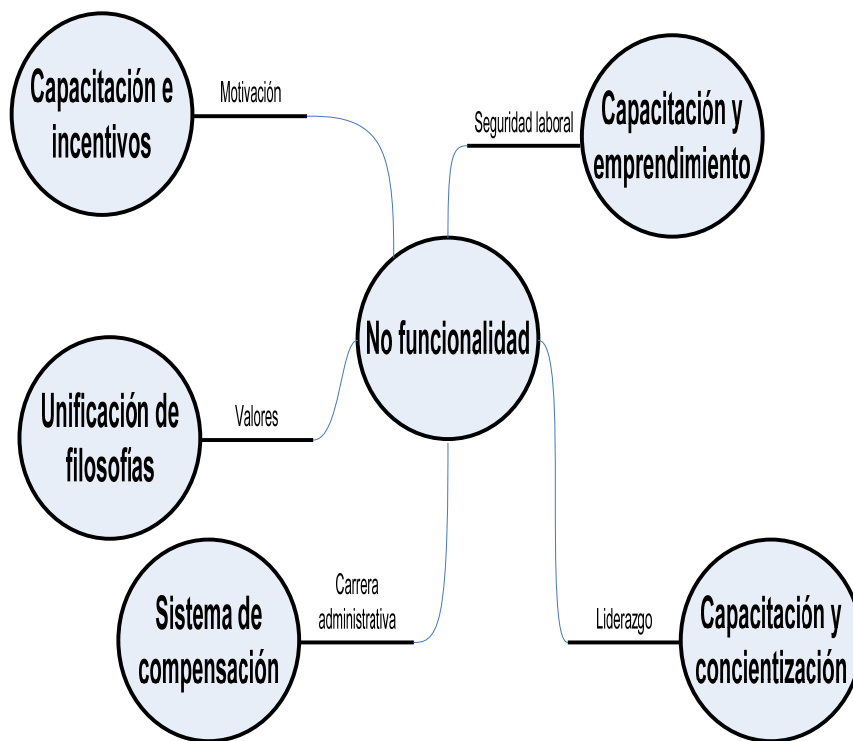 Capacitación e
incentivos
Motivación
Seguridad laboral
Capacitación y
emprendimiento
No funcionalidad
Unificación de
filosofías
Valores
Sistema de
compensación
Carrera
administrativa
Liderazgo
Capacitación y
concientización